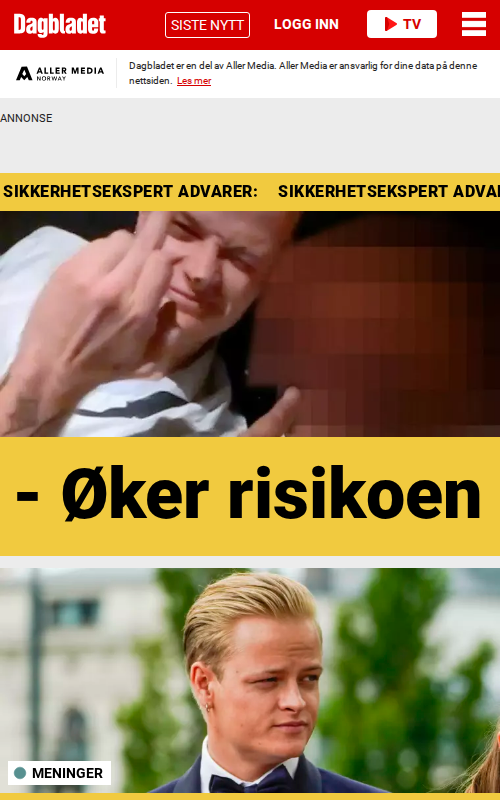 Dagbladet
SISTE NYTT
LOGG INN
TV
ALLER MEDIA
NORWAY
Dagbladet er en del av Aller Media. Aller Media er ansvarlig for dine data på denne
nettsiden. Les mer
ANNONSE
SIKKERHETSEKSPERT ADVARER: SIKKERHETSEKSPERT ADVA
- Øker risikoen
MENINGER